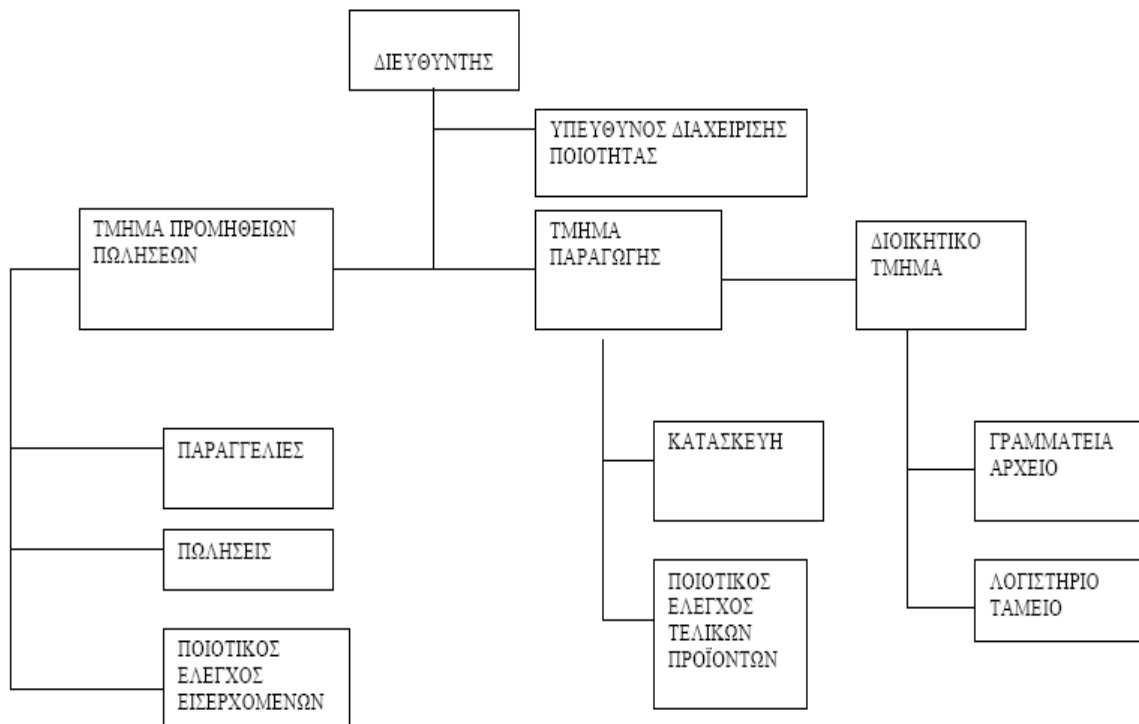 ΔΙΕΥΘΥΝΤΗΣ
ΥΠΕΥΘΥΝΟΣ ΔΙΑΧΕΙΡΙΣΗΣ
ΠΟΙΟΤΗΤΑΣ
ΤΜΗΜΑ ΠΡΟΜΗΘΕΙΩΝ
ΠΩΛΗΣΕΩΝ
ΤΜΗΜΑ
ΠΑΡΑΓΩΓΗΣ
ΔΙΟΙΚΗΤΙΚΟ
ΤΜΗΜΑ
ΠΑΡΑΓΓΕΛΙΕΣ
ΠΩΛΗΣΕΙΣ
ΠΟΙΟΤΙΚΟΣ
ΕΛΕΓΧΟΣ
ΕΙΣΕΡΧΟΜΕΝΩΝ
ΚΑΤΑΣΚΕΥΗ
ΠΟΙΟΤΙΚΟΣ
ΕΛΕΓΧΟΣ
ΤΕΛΙΚΩΝ
ΠΡΟΪΟΝΤΩΝ
ΓΡΑΜΜΑΤΕΙΑ
ΑΡΧΕΙΟ
ΛΟΓΙΣΤΗΡΙΟ
ΤΑΜΕΙΟ